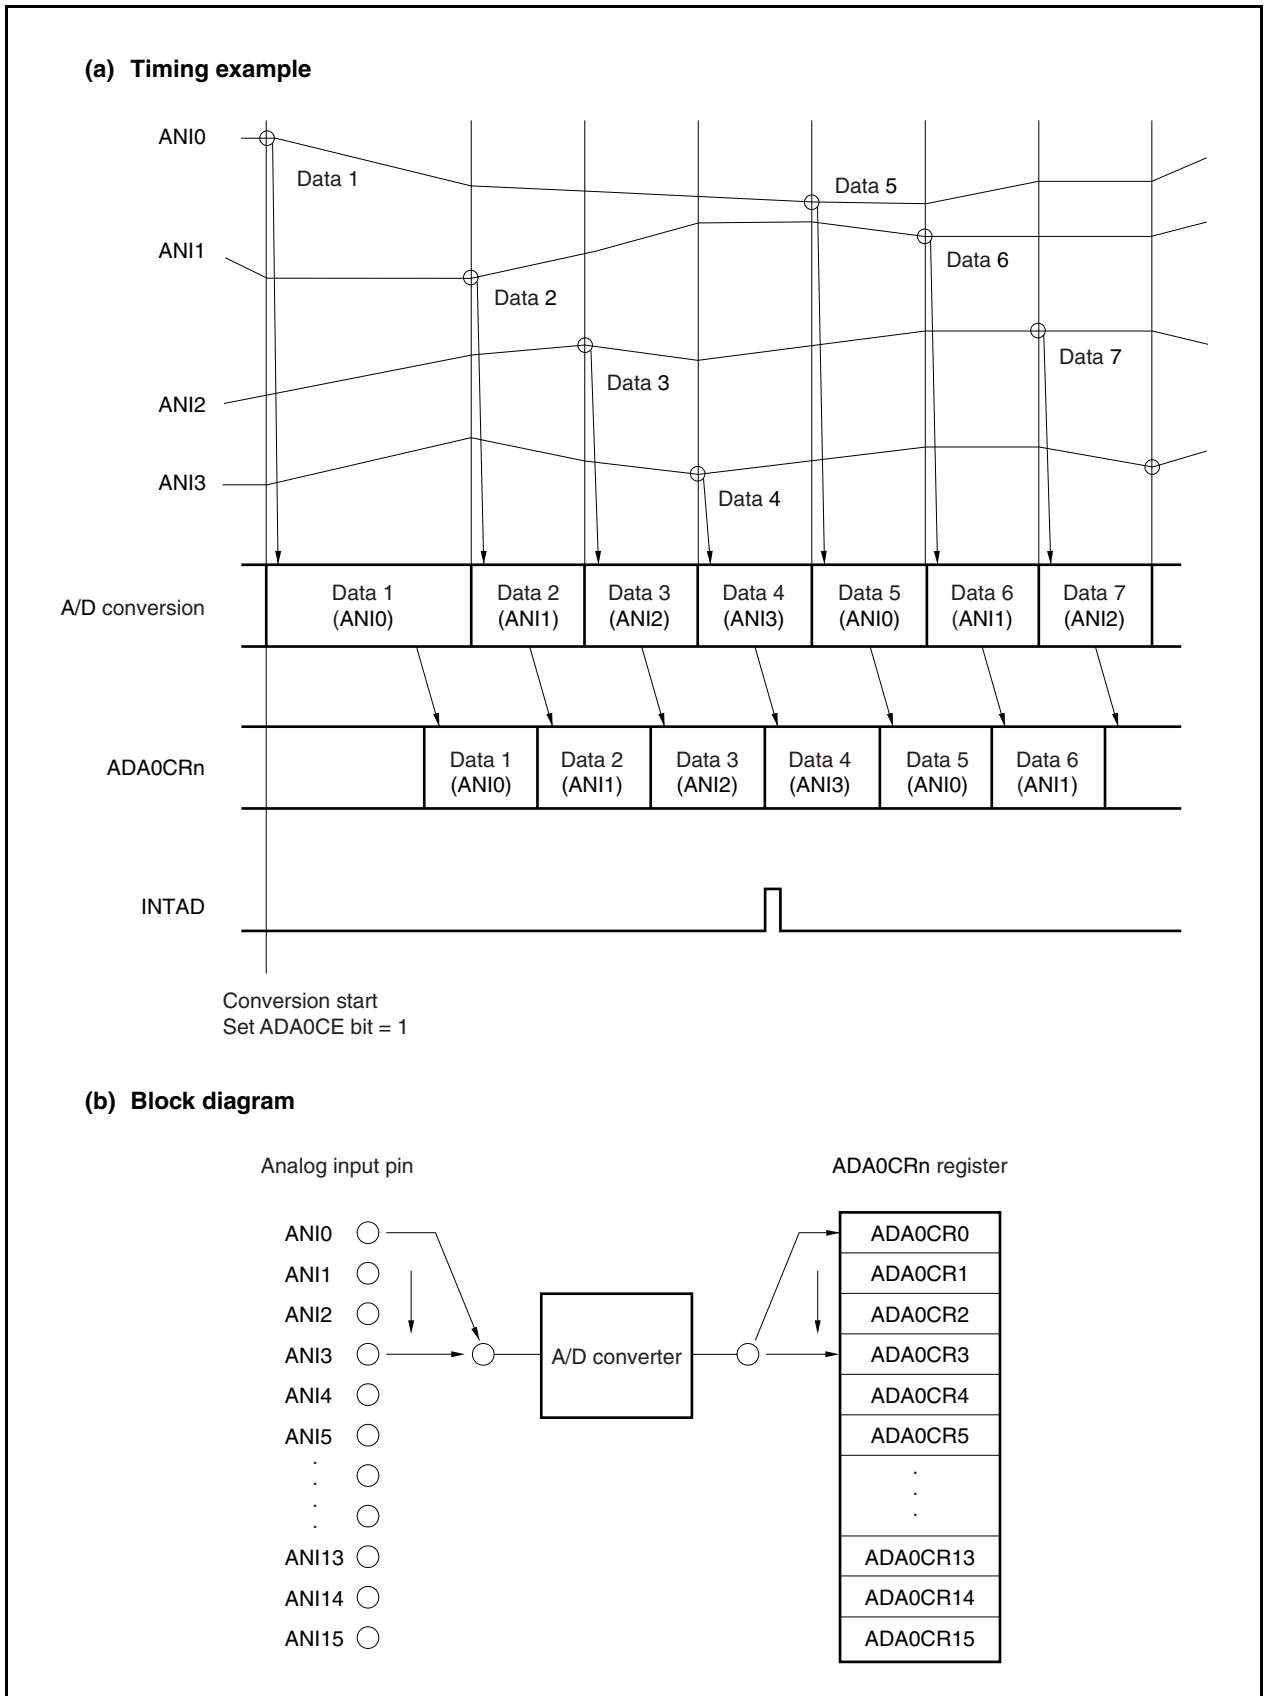 (a) Timing example
ANI0
Data 1
Data 5
ANI1
Data 6
Data 2
Data 7
Data 3
ANI2
ANI3
Data 4
A/D conversion
Data 1
(ANI0)
Data 2
(ANI1)
Data 3
(ANI2)
Data 4
(ANI3)
Data 5
(ANI0)
Data 6
(ANI1)
Data 7
(ANI2)
ADA0CRn
Data 1
(ANI0)
Data 2
(ANI1)
Data 3
(ANI2)
Data 4
(ANI3)
Data 5
(ANI0)
Data 6
(ANI1)
INTAD
Conversion start
Set ADA0CE bit = 1
(b) Block diagram
Analog input pin
ADA0CRn register
ANI0
ANI1
ANI2
ANI3
ANI4
ANI5
.
.
.
.
ANI13
ANI14
ANI15
A/D converter
ADA0CR0
ADA0CR1
ADA0CR2
ADA0CR3
ADA0CR4
ADA0CR5
.
.
.
ADA0CR13
ADA0CR14
ADA0CR15